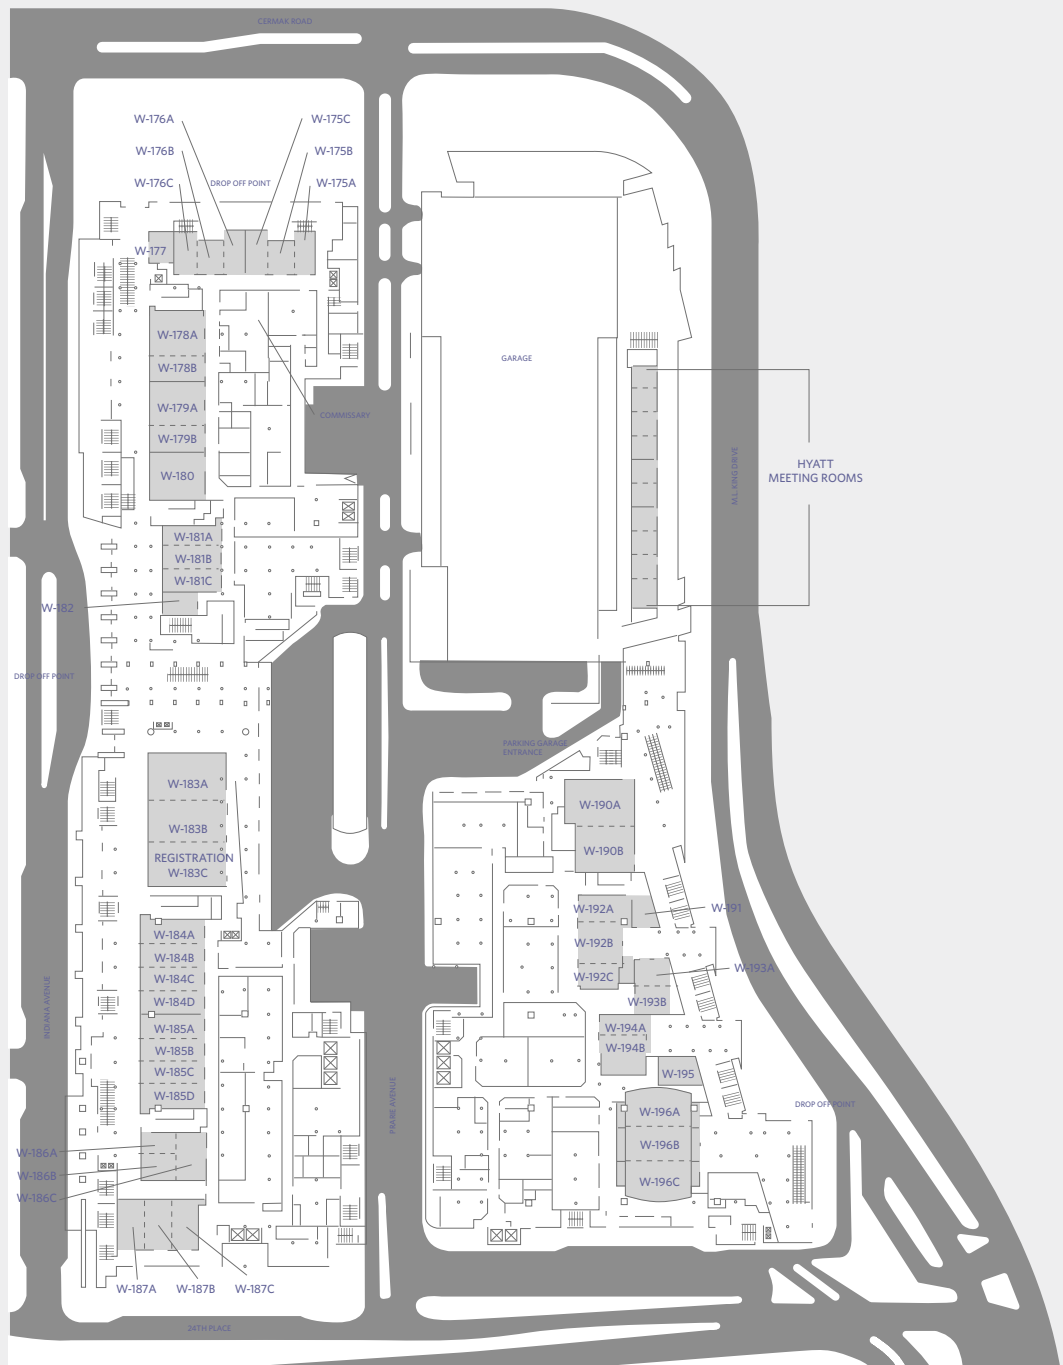 CERMAK ROAD
W-176A
W-175C
W-176B
W-175B
W-176C
DROP OFF POINT
W-175A
W-177
W-178A
W-178B
W-179A
W-179B
W-180
COMMISSARY
GARAGE
HYATT
MEETING ROOMS
M.L. KING DRIVE
W-181A
W-181B
W-181C
W-182
DROP OFF POINT
PARKING GARAGE
ENTRANCE
W-183A
W-183B
REGISTRATION
W-183C
W-190A
W-190B
W-192A
W-191
W-192B
W-192C
W-193A
W-193B
W-194A
W-194B
W-195
W-184A
W-184B
W-184C
W-184D
W-185A
W-185B
W-185C
W-185D
INDIANA AVENUE
PRAIRIE AVENUE
DROP OFF POINT
W-196A
W-196B
W-196C
W-186A
W-186B
W-186C
W-187A
W-187B
W-187C
24TH PLACE